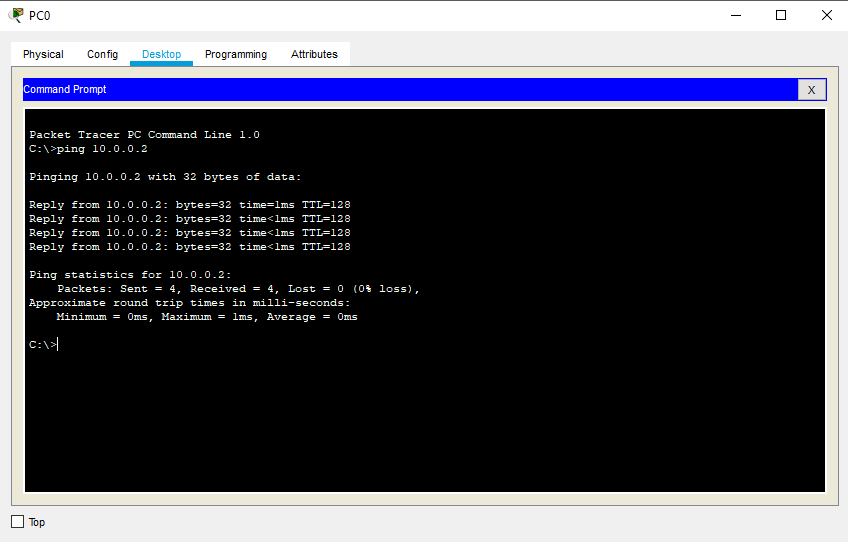 PC0
Physical Config Desktop Programming Attributes
Command Prompt
X
Packet Tracer PC Command Line 1.0
C:\>ping 10.0.0.2
Pinging 10.0.0.2 with 32 bytes of data:
Reply from 10.0.0.2: bytes=32 time=1ms TTL=128
Reply from 10.0.0.2: bytes=32 time<1ms TTL=128
Reply from 10.0.0.2: bytes=32 time<1ms TTL=128
Reply from 10.0.0.2: bytes=32 time<1ms TTL=128
Ping statistics for 10.0.0.2:
    Packets: Sent = 4, Received = 4, Lost = 0 (0% loss),
Approximate round trip times in milli-seconds:
    Minimum = 0ms, Maximum = 1ms, Average = 0ms
C:\>
Top